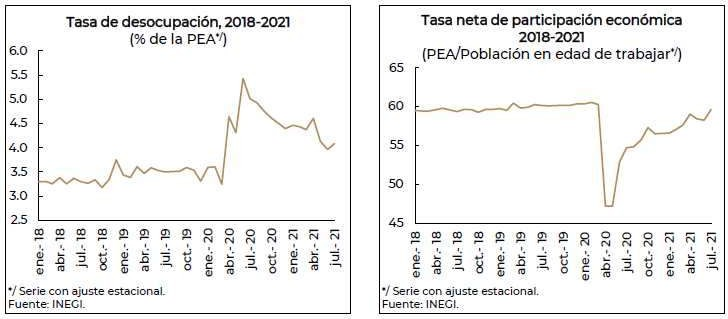 Tasa de desocupación, 2018-2021
(% de la PEA*/)
6.0
5.5
5.0
4.5
4.0
3.5
3.0
2.5
ene.- 18
abr.- 18
jul.- 18
oct.- 18
ene.- 19
abr.- 19
jul.- 19
oct.- 19
ene.- 20
abr.- 20
jul.- 20
oct.- 20
ene.- 21
abr.- 21
jul.- 21
*/ Serie con ajuste estacional.
Fuente: INEGI.
Tasa neta de participación económica
2018-2021
(PEA/Población en edad de trabajar*/)
65
60
55
50
45
ene.- 18
abr.- 18
jul.- 18
oct.- 18
ene.- 19
abr.- 19
jul.- 19
oct.- 19
ene.- 20
abr.- 20
jul.- 20
oct.- 20
ene.- 21
abr.- 21
jul.- 21
*/ Serie con ajuste estacional.
Fuente: INEGI.